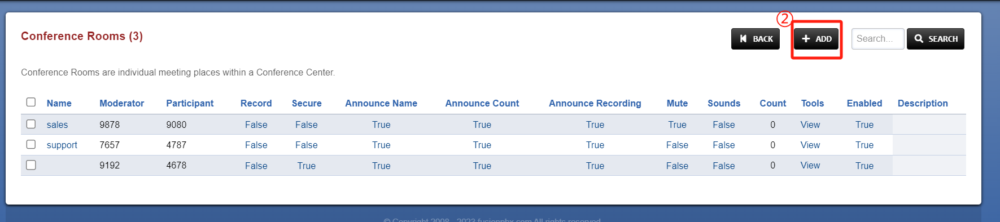 ②
Conference Rooms (3)
BACK
ADD
Search...
SEARCH
Conference Rooms are individual meeting places within a Conference Center.
Name Moderator Participant Record Secure Announce Name Announce Count Announce Recording Mute Sounds Count Tools Enabled Description
sales 9878 9080 False False True True True True False 0 View True
support 7657 4787 False False True True True False False 0 View True
9192 4678 False True True True True False False 0 View True
© Copyright 2008 - 2023 fusionpbx.com All rights reserved